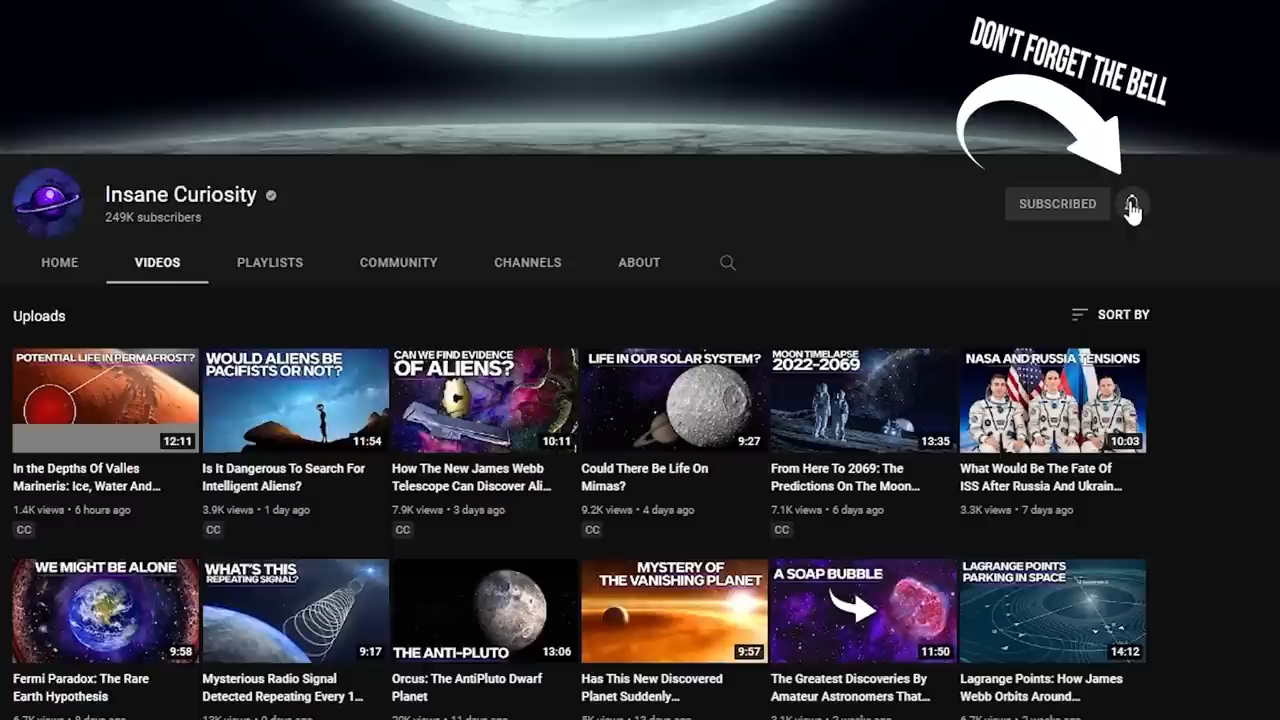 DON'T FORGET THE BELL
Insane Curiosity
249K subscribers
SUBSCRIBED
HOME VIDEOS PLAYLISTS COMMUNITY CHANNELS ABOUT
Uploads
SORT BY
POTENTIAL LIFE IN PERMAFROST?
12:11
In the Depths Of Valles
Marineris: Ice, Water And...
1.4K views • 6 hours ago
CC
WOULD ALIENS BE
PACIFISTS OR NOT?
11:54
Is It Dangerous To Search For
Intelligent Aliens?
3.9K views • 1 day ago
CC
CAN WE FIND EVIDENCE
OF ALIENS?
10:11
How The New James Webb
Telescope Can Discover Ali...
7.9K views • 3 days ago
CC
LIFE IN OUR SOLAR SYSTEM?
9:27
Could There Be Life On
Mimas?
9.2K views • 4 days ago
CC
MOON TIMELAPSE
2022-2069
13:35
From Here To 2069: The
Predictions On The Moon...
7.1K views • 6 days ago
CC
NASA AND RUSSIA TENSIONS
10:03
What Would Be The Fate Of
ISS After Russia And Ukrain...
3.3K views • 7 days ago
WE MIGHT BE ALONE
9:58
Fermi Paradox: The Rare
Earth Hypothesis
WHAT'S THIS
REPEATING SIGNAL?
9:17
Mysterious Radio Signal
Detected Repeating Every 1...
THE ANTI-PLUTO
13:06
Orcus: The AntiPluto Dwarf
Planet
MYSTERY OF
THE VANISHING PLANET
9:57
Has This New Discovered
Planet Suddenly...
A SOAP BUBBLE
11:50
The Greatest Discoveries By
Amateur Astronomers That...
LAGRANGE POINTS
PARKING IN SPACE
14:12
Lagrange Points: How James
Webb Orbits Around...